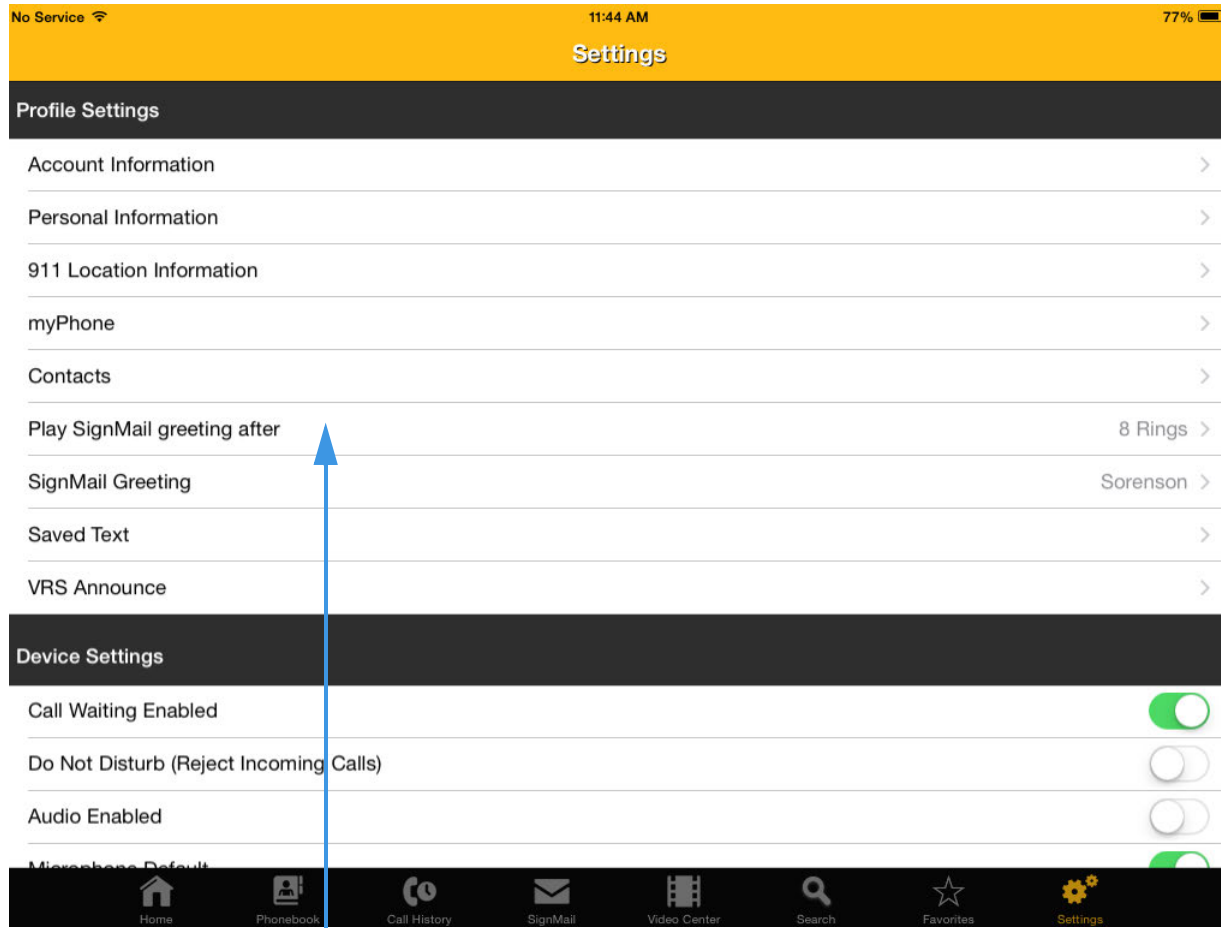 No Service 11:44 AM 77%
Settings
Profile Settings
Account Information
Personal Information
911 Location Information
myPhone
Contacts
Play SignMail greeting after 8 Rings
SignMail Greeting Sorenson
Saved Text
VRS Announce
Device Settings
Call Waiting Enabled
Do Not Disturb (Reject Incoming Calls)
Audio Enabled
Microphone Default
Home Phonebook Call History SignMail Video Center Search Favorites Settings